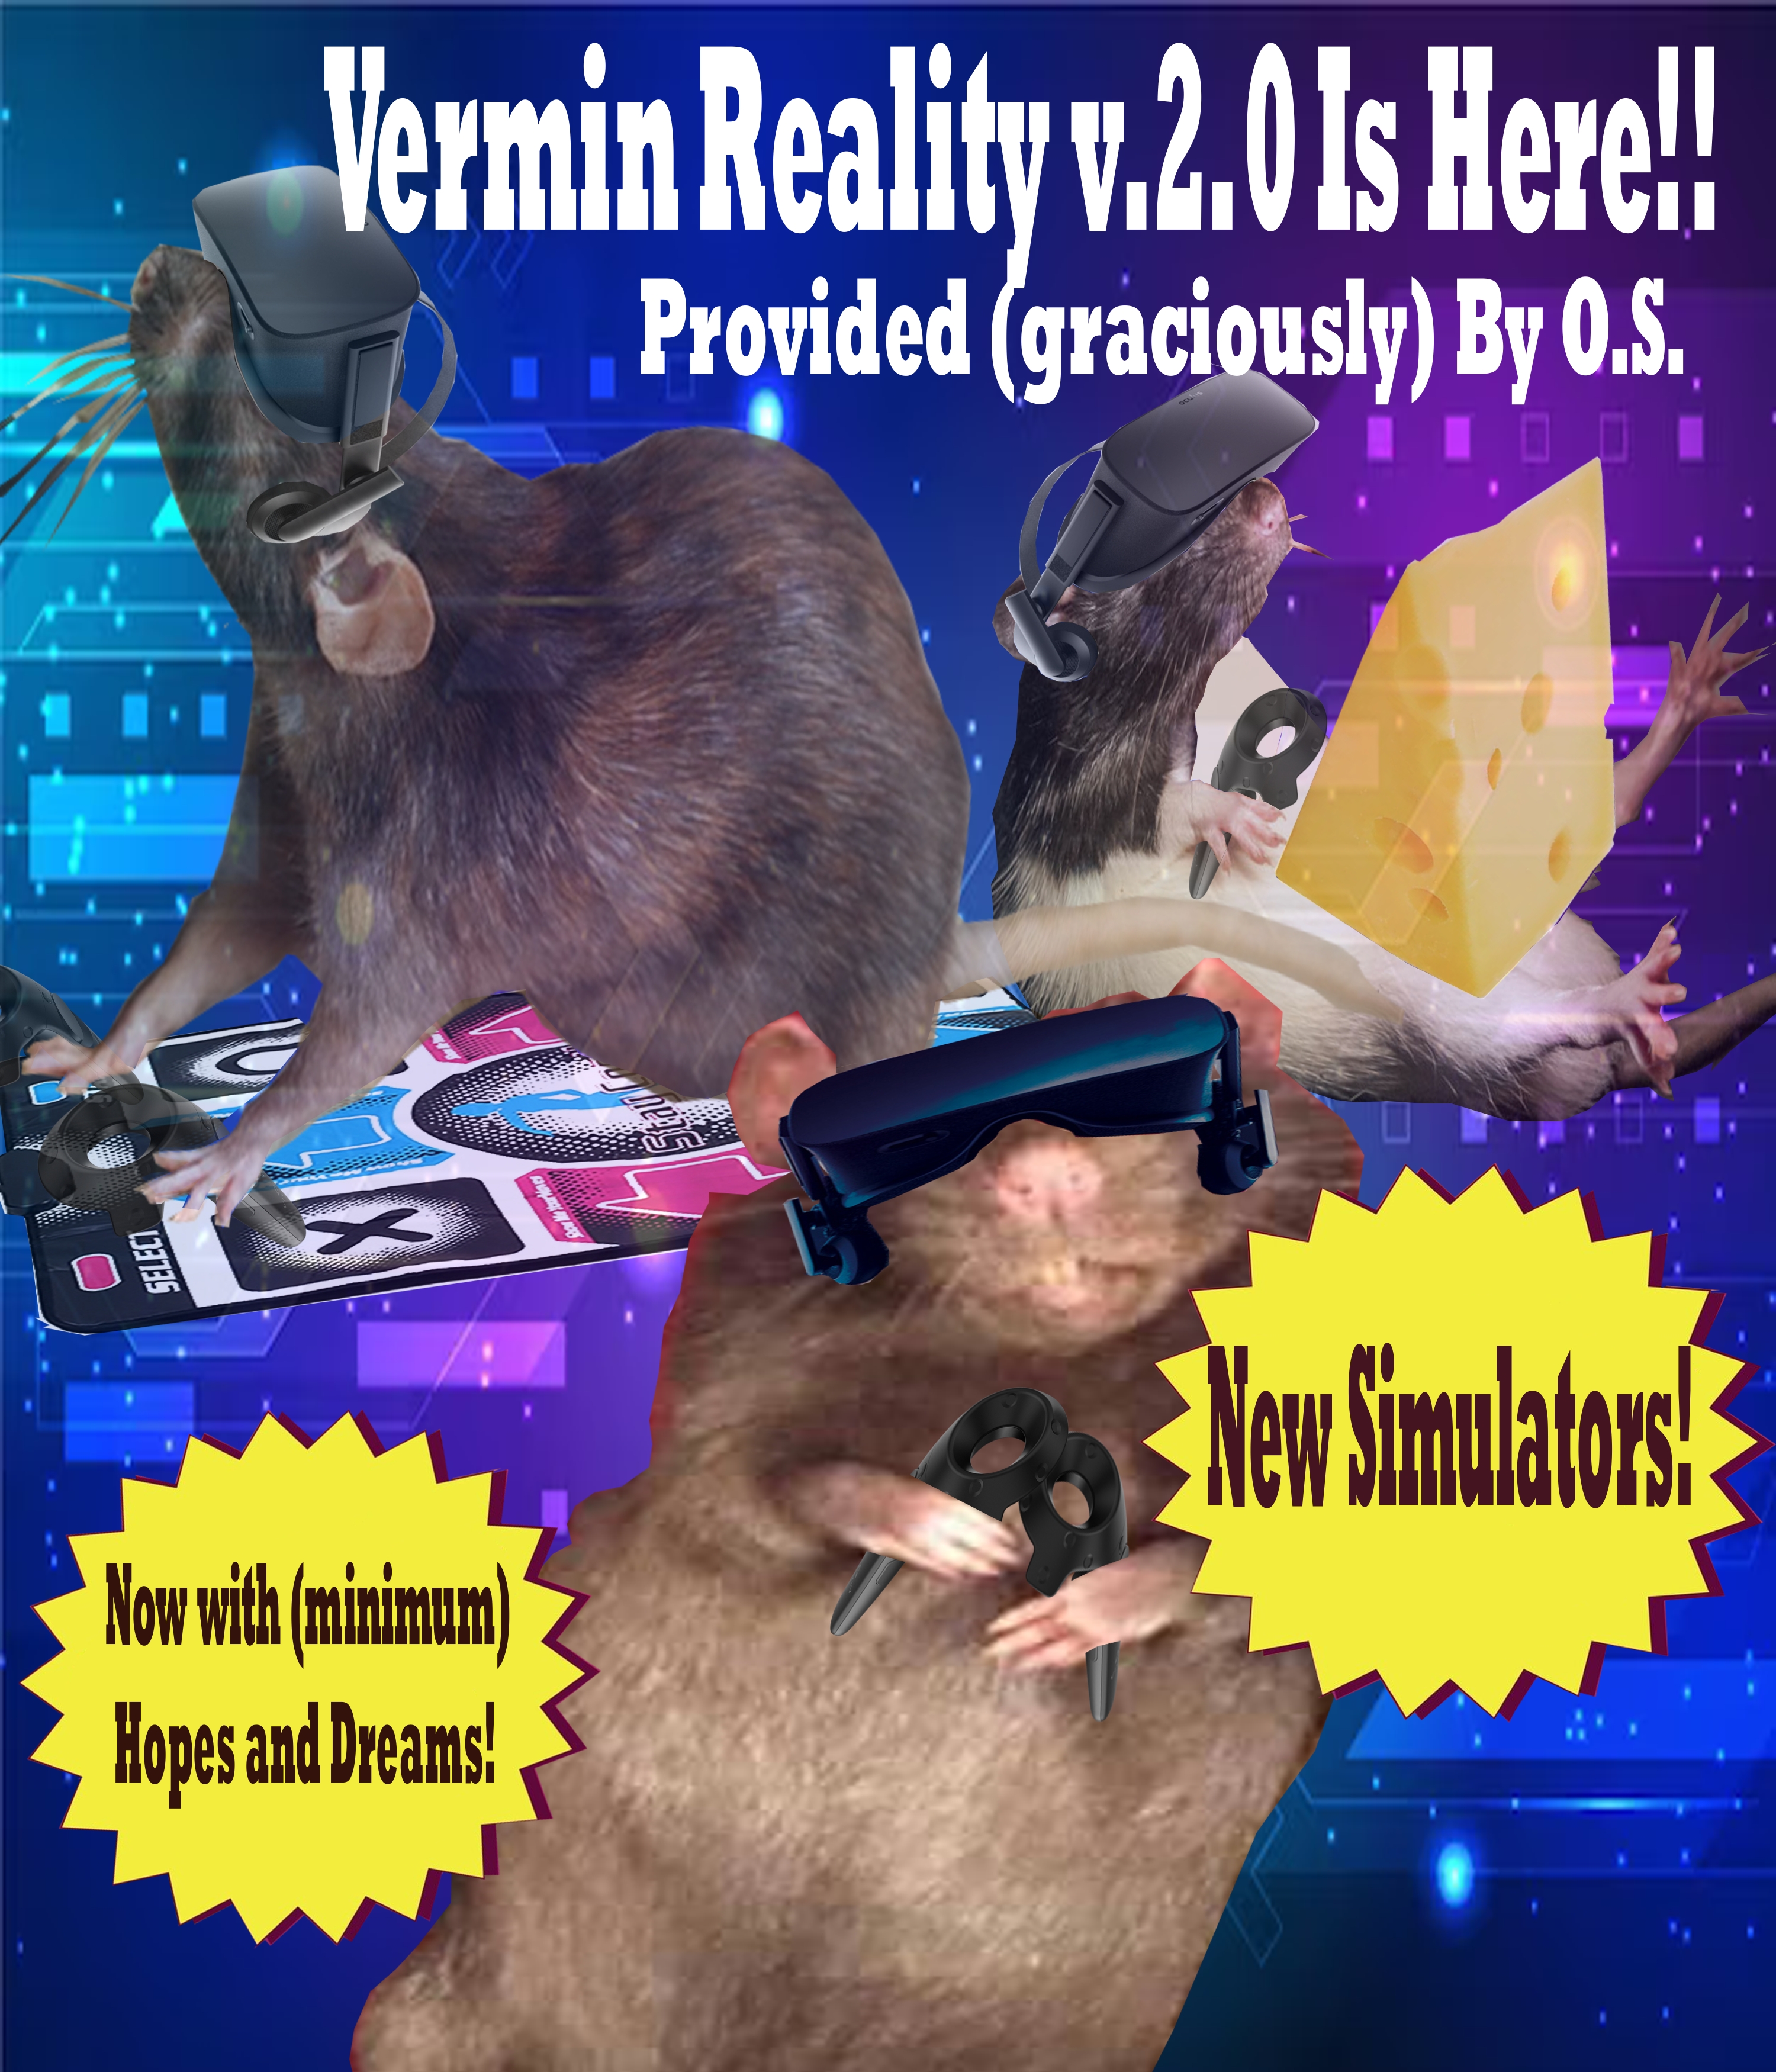 Vermin Reality v.2.0 Is Here!!
Provided (graciously) By O.S.
SELECT
X
New Simulators!
Now with (minimum)
Hopes and Dreams!